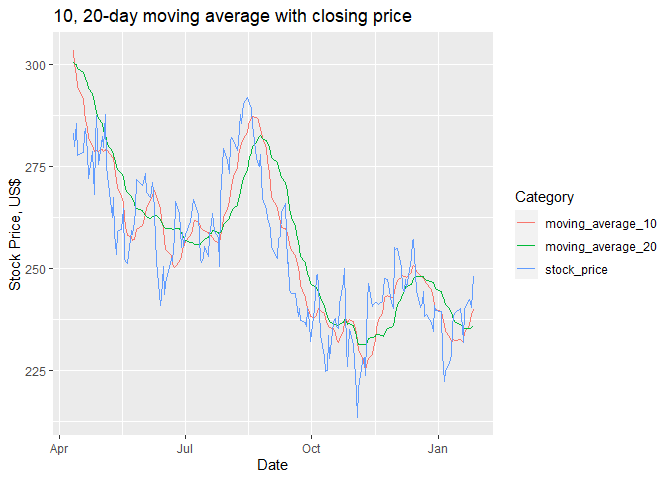 10, 20-day moving average with closing price
300
275
250
225
Stock Price, US$
Apr
Jul
Oct
Jan
Date
Category
moving_average_10
moving_average_20
stock_price